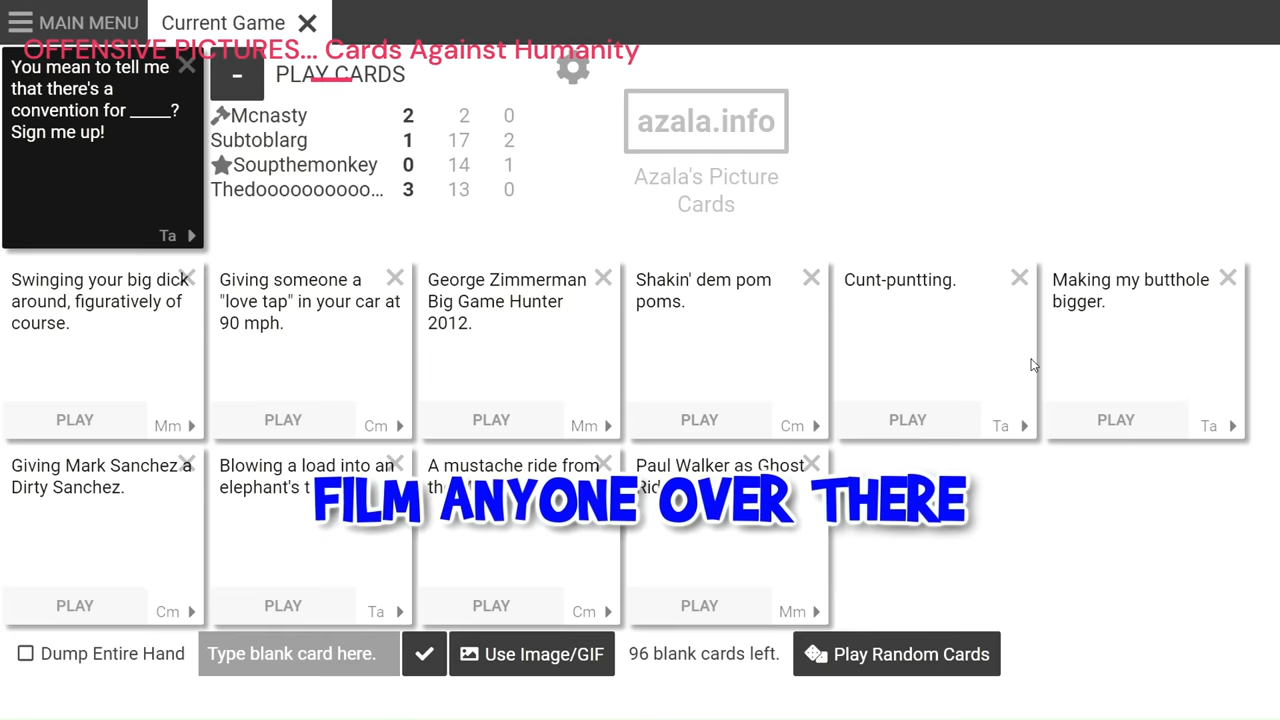 MAIN MENU
Current Game
OFFENSIVE PICTURES... Cards Against Humanity
You mean to tell me
that there's a
convention for _____?
Sign me up!
Ta
-
PLAY CARDS
Mcnasty 2 2 0
Subtoblarg 1 17 2
Soupthemonkey 0 14 1
Thedoooooooooo... 3 13 0
azala.info
Azala's Picture
Cards
Swinging your big dick
around, figuratively of
course.
PLAY
Mm
Giving someone a
"love tap" in your car at
90 mph.
PLAY
Cm
George Zimmerman
Big Game Hunter
2012.
PLAY
Mm
Shakin' dem pom
poms.
PLAY
Cm
Cunt-puntting.
PLAY
Ta
Making my butthole
bigger.
PLAY
Ta
Giving Mark Sanchez a
Dirty Sanchez.
PLAY
Cm
Blowing a load into an
elephant's
PLAY
Ta
A mustache ride from
PLAY
Cm
Paul Walker as Ghost
PLAY
Mm
FILM ANYONE OVER THERE
Dump Entire Hand
Type blank card here.
Use Image/GIF
96 blank cards left.
Play Random Cards